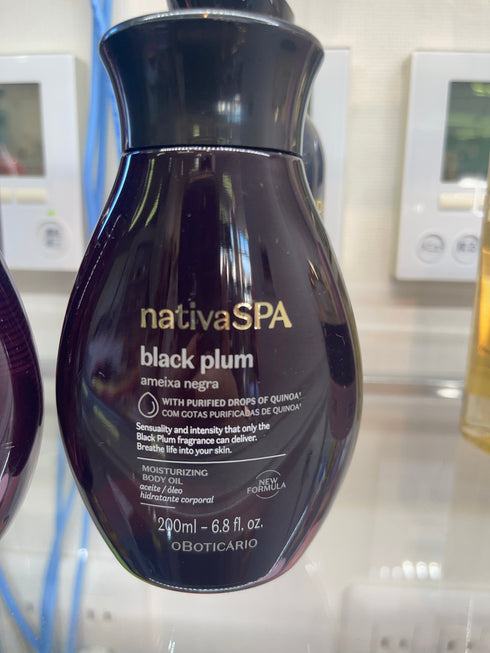 nativaSPA
black plum
ameixa negra
WITH PURIFIED DROPS OF QUINOA¹
COM GOTAS PURIFICADAS DE QUINOA¹
Sensuality and intensity that only the
Black Plum fragrance can deliver.
Breathe life into your skin.
MOISTURIZING
BODY OIL
aceite / óleo
hidratante corporal
NEW
FORMULA
200ml – 6.8 fl. oz.
oBOTICÁRIO